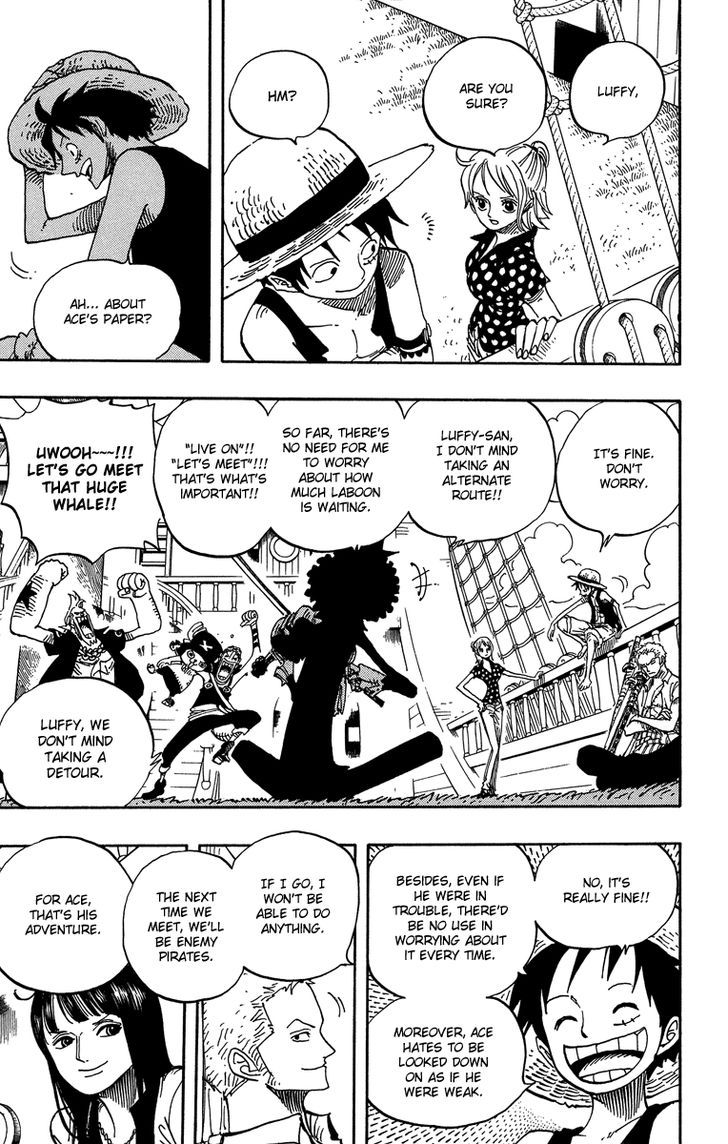 LUFFY,
ARE YOU
SURE?
HM?
AH... ABOUT
ACE'S PAPER?
IT'S FINE.
DON'T
WORRY.
LUFFY-SAN,
I DON'T MIND
TAKING AN
ALTERNATE
ROUTE!!
SO FAR, THERE'S
NO NEED FOR ME
TO WORRY
ABOUT HOW
MUCH LABOON
IS WAITING.
"LIVE ON"!!
"LET'S MEET"!!!
THAT'S WHAT'S
IMPORTANT!!
UWOOH~~~!!!
LET'S GO MEET
THAT HUGE
WHALE!!
LUFFY, WE
DON'T MIND
TAKING A
DETOUR.
NO, IT'S
REALLY FINE!!
BESIDES, EVEN IF
HE WERE IN
TROUBLE, THERE'D
BE NO USE IN
WORRYING ABOUT
IT EVERY TIME.
MOREOVER, ACE
HATES TO BE
LOOKED DOWN
ON AS IF HE
WERE WEAK.
IF I GO, I
WON'T BE
ABLE TO DO
ANYTHING.
THE NEXT
TIME WE
MEET, WE'LL
BE ENEMY
PIRATES.
FOR ACE,
THAT'S HIS
ADVENTURE.